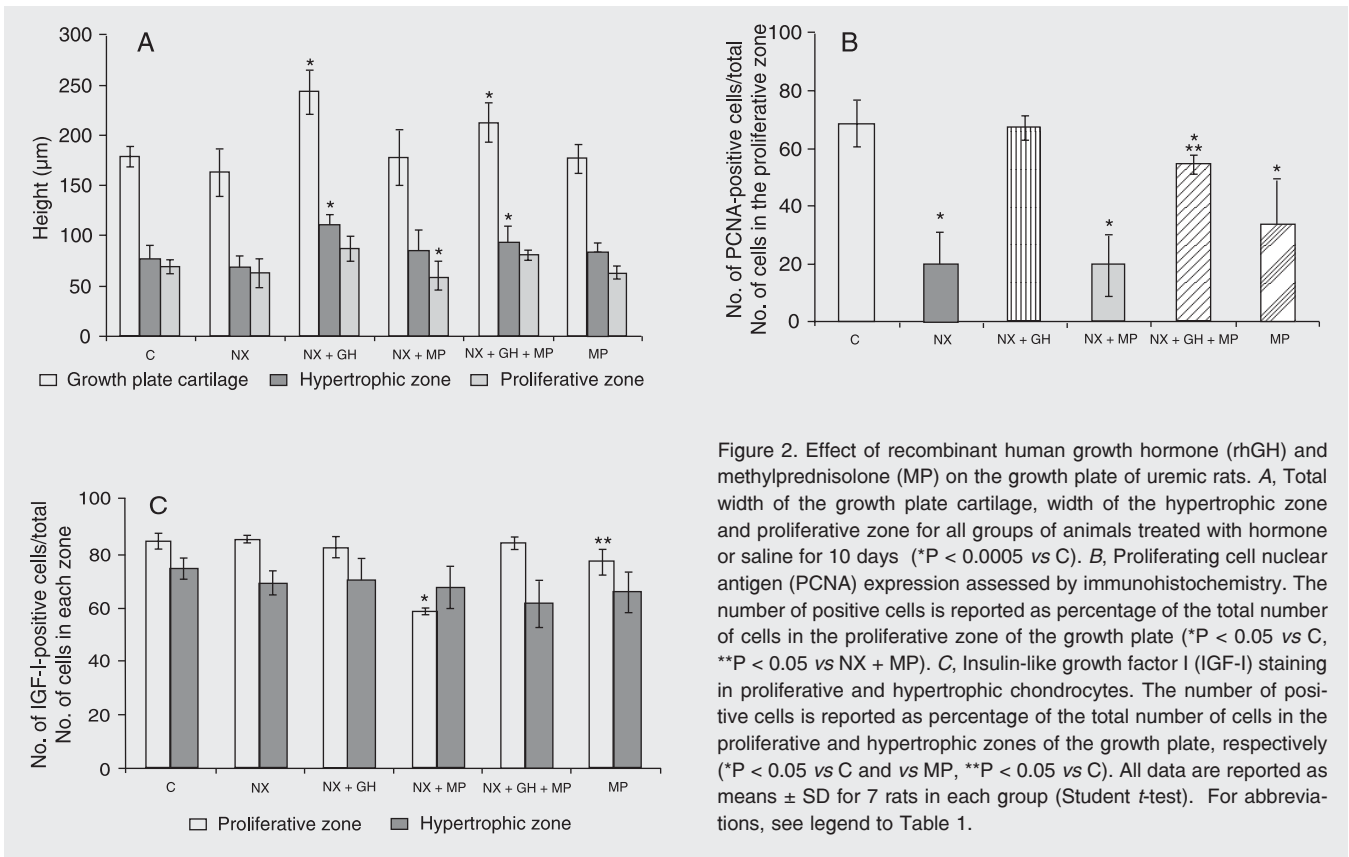 A
300
250
200
150
100
50
0
Height (µm)
*
*
*
*
*
C
NX
NX + GH
NX + MP
NX + GH + MP
MP
Growth plate cartilage
Hypertrophic zone
Proliferative zone
B
100
80
60
40
20
0
No. of PCNA-positive cells/total
No. of cells in the proliferative zone
*
*
*
**
*
C
NX
NX + GH
NX + MP
NX + GH + MP
MP
C
100
80
60
40
20
0
No. of IGF-I-positive cells/total
No. of cells in each zone
*
**
C
NX
NX + GH
NX + MP
NX + GH + MP
MP
Proliferative zone
Hypertrophic zone
Figure 2. Effect of recombinant human growth hormone (rhGH) and
methylprednisolone (MP) on the growth plate of uremic rats. A, Total
width of the growth plate cartilage, width of the hypertrophic zone
and proliferative zone for all groups of animals treated with hormone
or saline for 10 days (*P < 0.0005 vs C). B, Proliferating cell nuclear
antigen (PCNA) expression assessed by immunohistochemistry. The
number of positive cells is reported as percentage of the total number
of cells in the proliferative zone of the growth plate (*P < 0.05 vs C,
**P < 0.05 vs NX + MP). C, Insulin-like growth factor I (IGF-I) staining
in proliferative and hypertrophic chondrocytes. The number of posi-
tive cells is reported as percentage of the total number of cells in the
proliferative and hypertrophic zones of the growth plate, respectively
(*P < 0.05 vs C and vs MP, **P < 0.05 vs C). All data are reported as
means ± SD for 7 rats in each group (Student t-test). For abbrevia-
tions, see legend to Table 1.